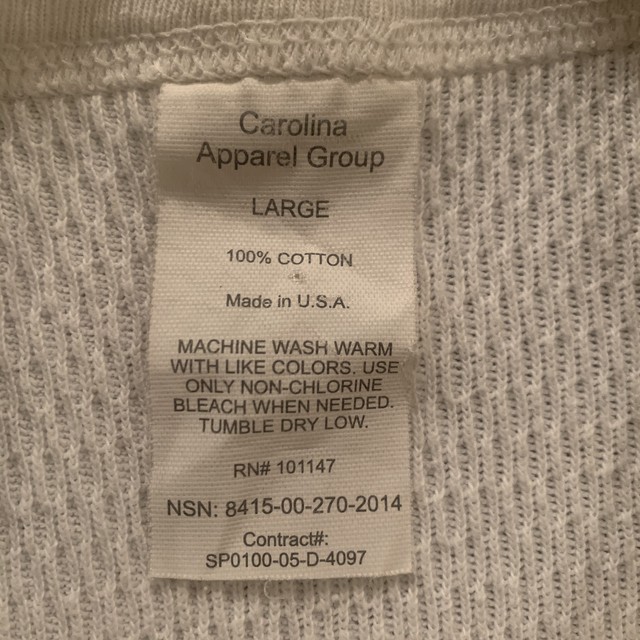 Carolina
Apparel Group
LARGE
100% COTTON
Made in U.S.A.
MACHINE WASH WARM
WITH LIKE COLORS. USE
ONLY NON-CHLORINE
BLEACH WHEN NEEDED.
TUMBLE DRY LOW.
RN# 101147
NSN: 8415-00-270-2014
Contract#:
SP0100-05-D-4097